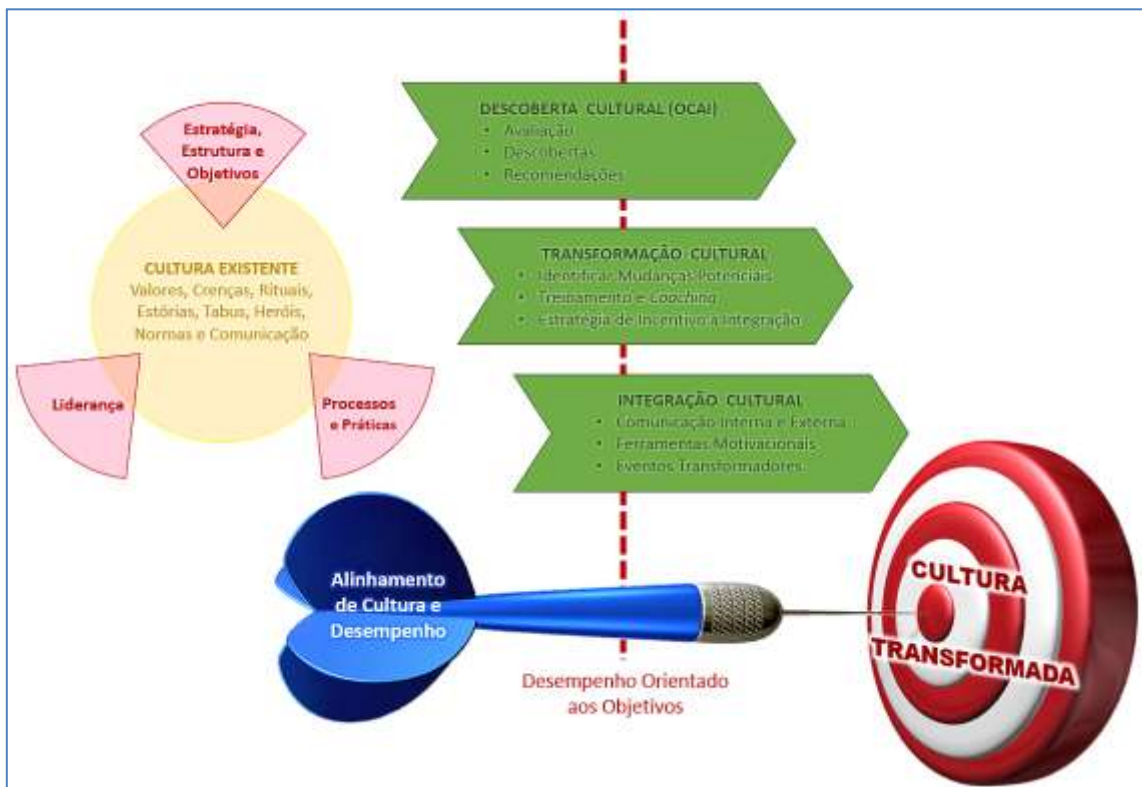 Estratégia,
Estrutura e
Objetivos
CULTURA EXISTENTE
Valores, Crenças, Rituais,
Estórias, Tabus, Heróis,
Normas e Comunicação
Liderança
Processos
e Práticas
DESCOBERTA CULTURAL (OCAI)
• Avaliação
• Descobertas
• Recomendações
TRANSFORMAÇÃO CULTURAL
• Identificar Mudanças Potenciais
• Treinamento e Coaching
• Estratégia de Incentivo à Integração
INTEGRAÇÃO CULTURAL
• Comunicação Interna e Externa
• Ferramentas Motivacionais
• Eventos Transformadores
Alinhamento
de Cultura e
Desempenho
Desempenho Orientado
aos Objetivos
CULTURA
TRANSFORMADA